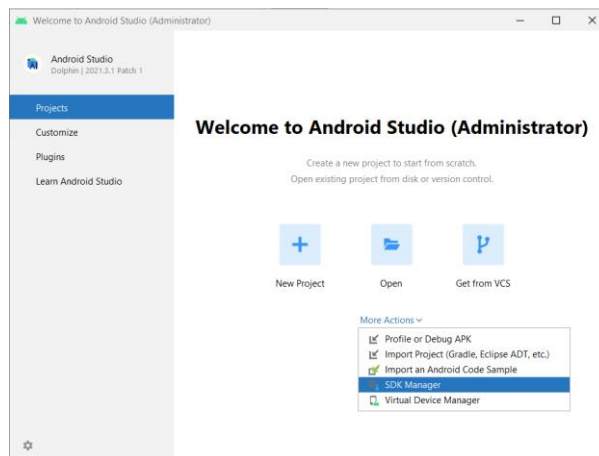 Welcome to Android Studio (Administrator)
Android Studio
Dolphin | 2021.3.1 Patch 1
Projects
Customize
Plugins
Learn Android Studio
Welcome to Android Studio (Administrator)
Create a new project to start from scratch.
Open existing project from disk or version control.
New Project
Open
Get from VCS
More Actions
Profile or Debug APK
Import Project (Gradle, Eclipse ADT, etc.)
Import an Android Code Sample
SDK Manager
Virtual Device Manager